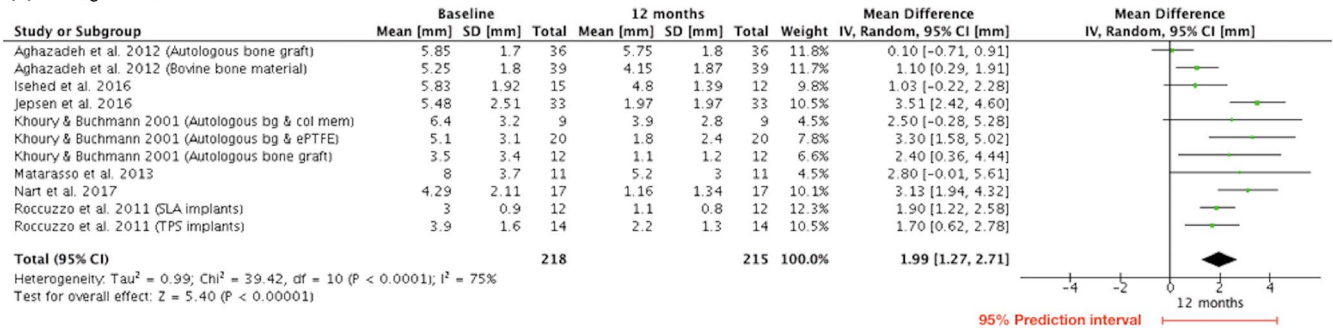 Baseline 12 months Mean Difference Mean Difference
Study or Subgroup Mean [mm] SD [mm] Total Mean [mm] SD [mm] Total Weight IV, Random, 95% CI [mm] IV, Random, 95% CI [mm]
Aghazadeh et al. 2012 (Autologous bone graft) 5.85 1.7 36 5.75 1.8 36 11.8% 0.10 [-0.71, 0.91]
Aghazadeh et al. 2012 (Bovine bone material) 5.25 1.8 39 4.15 1.87 39 11.7% 1.10 [0.29, 1.91]
Isehed et al. 2016 5.83 1.92 15 4.8 1.39 12 9.8% 1.03 [-0.22, 2.28]
Jepsen et al. 2016 5.48 2.51 33 1.97 1.97 33 10.5% 3.51 [2.42, 4.60]
Khoury & Buchmann 2001 (Autologous bg & col mem) 6.4 3.2 9 3.9 2.8 9 4.5% 2.50 [-0.28, 5.28]
Khoury & Buchmann 2001 (Autologous bg & ePTFE) 5.1 3.1 20 1.8 2.4 20 7.8% 3.30 [1.58, 5.02]
Khoury & Buchmann 2001 (Autologous bone graft) 3.5 3.4 12 1.1 1.2 12 6.6% 2.40 [0.36, 4.44]
Matarasso et al. 2013 8 3.7 11 5.2 3 11 4.5% 2.80 [-0.01, 5.61]
Nart et al. 2017 4.29 2.11 17 1.16 1.34 17 10.1% 3.13 [1.94, 4.32]
Roccuzzo et al. 2011 (SLA implants) 3 0.9 12 1.1 0.8 12 12.3% 1.90 [1.22, 2.58]
Roccuzzo et al. 2011 (TPS implants) 3.9 1.6 14 2.2 1.3 14 10.5% 1.70 [0.62, 2.78]
Total (95% CI) 218 215 100.0% 1.99 [1.27, 2.71]
Heterogeneity: Tau² = 0.99; Chi² = 39.42, df = 10 (P < 0.0001); I² = 75%
Test for overall effect: Z = 5.40 (P < 0.00001)
-4 -2 0 2 4
12 months
95% Prediction interval